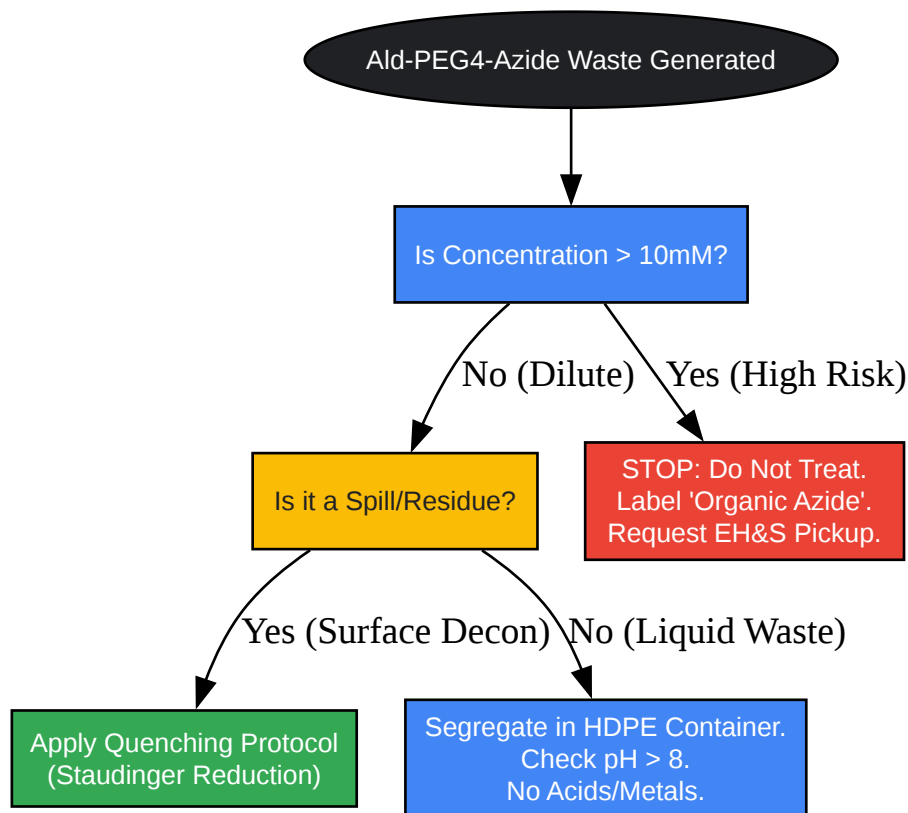 Ald-PEG4-Azide Waste Generated
Is Concentration > 10mM?
No (Dilute)
Yes (High Risk)
STOP: Do Not Treat.
Label 'Organic Azide'.
Request EH&S Pickup.
Is it a Spill/Residue?
Yes (Surface Decon)
No (Liquid Waste)
Apply Quenching Protocol
(Staudinger Reduction)
Segregate in HDPE Container.
Check pH > 8.
No Acids/Metals.